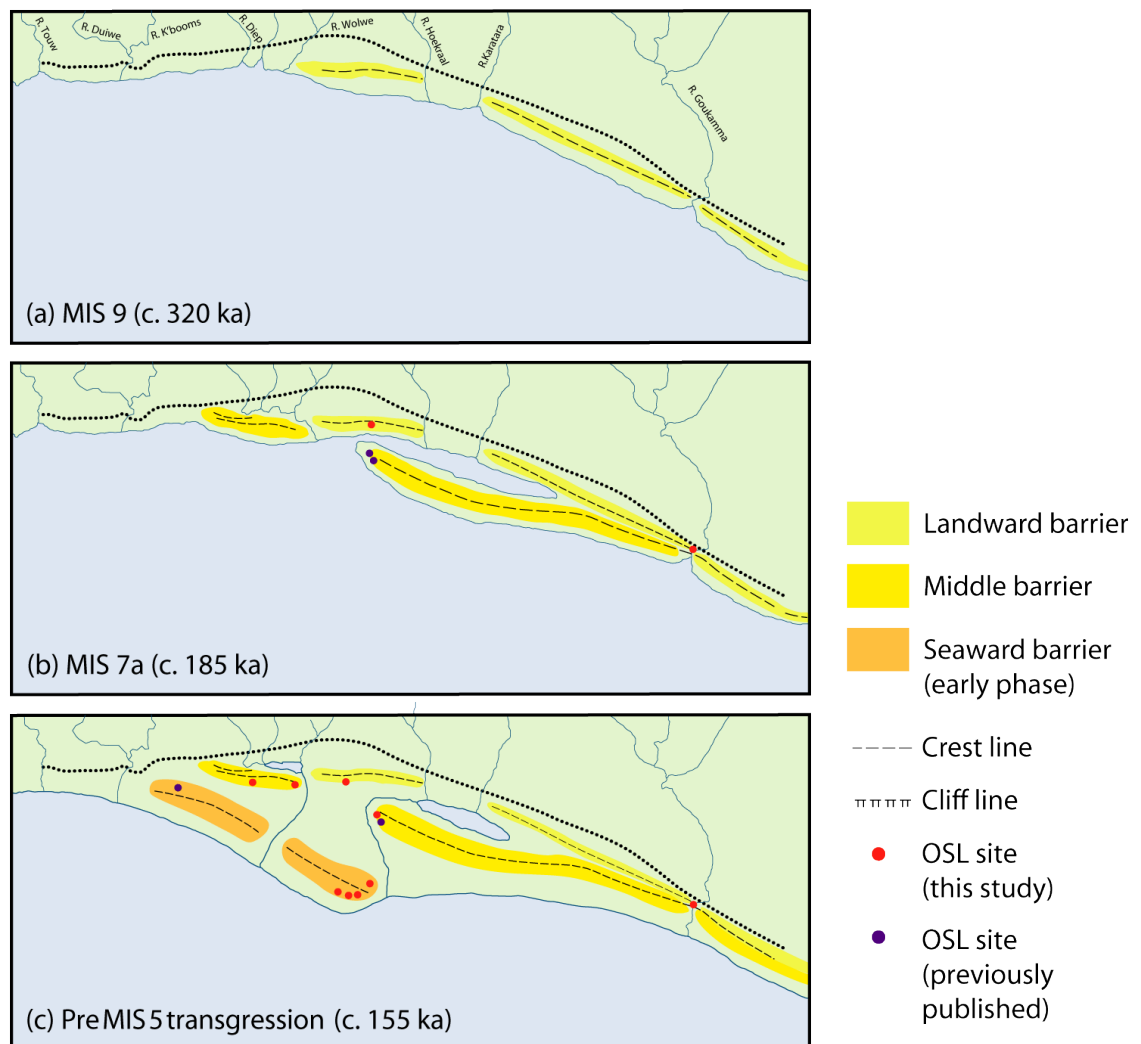 R. Touw
R. Duiwe
R. K'booms
R. Diep
R. Wolwe
R. Hoekraal
R.Karatara
R. Goukamma
(a) MIS 9 (c. 320 ka)
(b) MIS 7a (c. 185 ka)
(c) Pre MIS 5 transgression (c. 155 ka)
Landward barrier
Middle barrier
Seaward barrier
(early phase)
Crest line
Cliff line
OSL site
(this study)
OSL site
(previously
published)